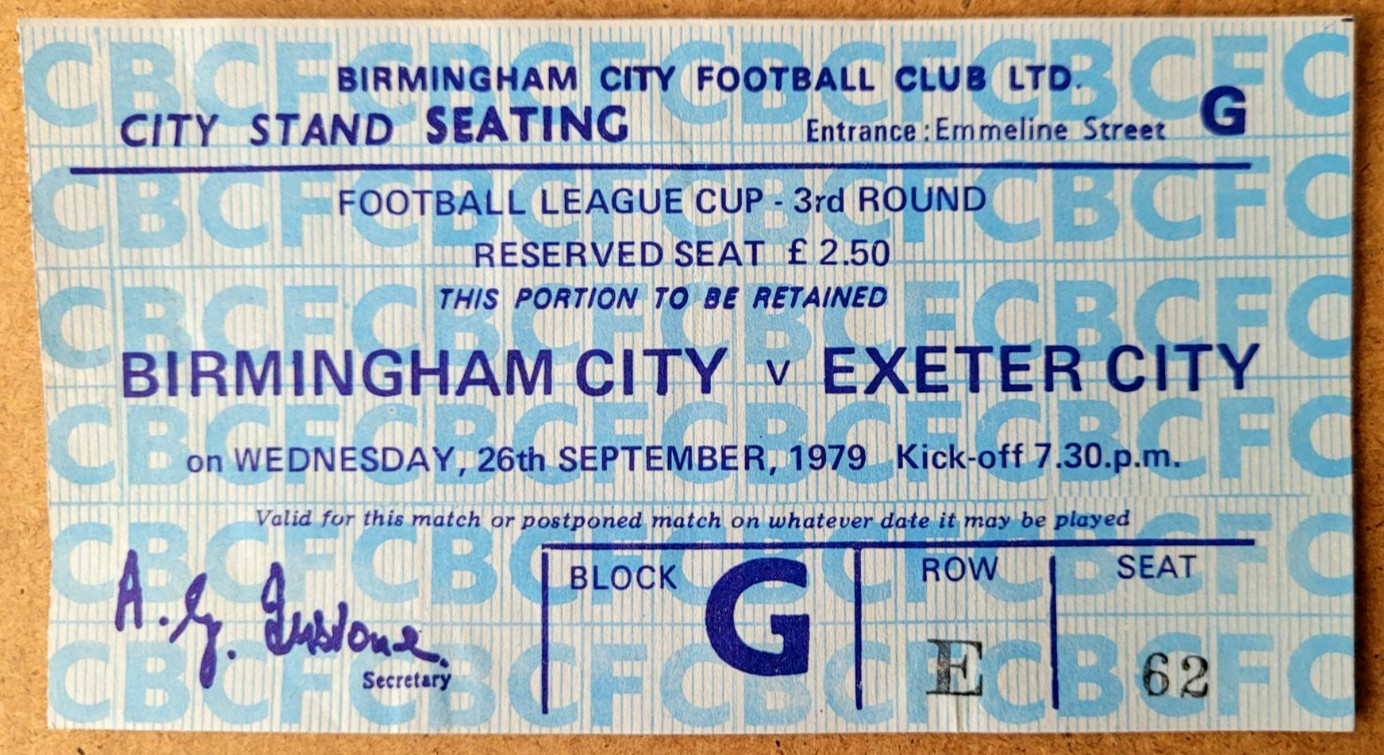 BIRMINGHAM CITY FOOTBALL CLUB LTD.
CITY STAND SEATING Entrance : Emmeline Street G
FOOTBALL LEAGUE CUP - 3rd ROUND
RESERVED SEAT £ 2.50
THIS PORTION TO BE RETAINED
BIRMINGHAM CITY v EXETER CITY
on WEDNESDAY, 26th SEPTEMBER, 1979 Kick-off 7.30.p.m.
Valid for this match or postponed match on whatever date it may be played
BLOCK G ROW E SEAT 62
A. G.
Secretary